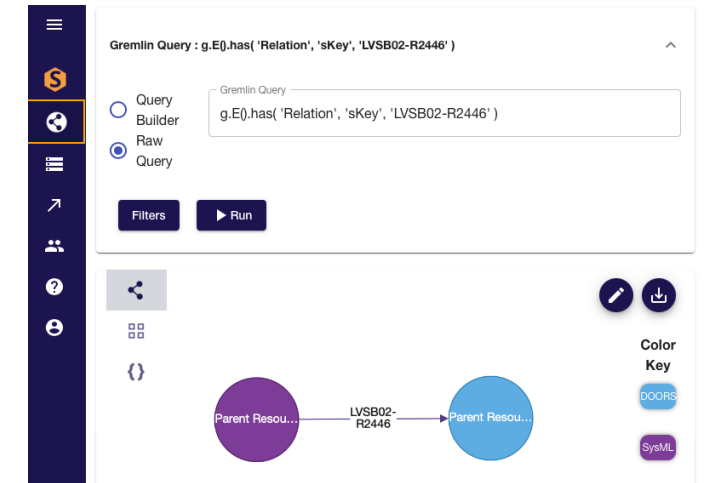 Gremlin Query : g.E().has( 'Relation', 'sKey', 'LVSB02-R2446' )
Gremlin Query
g.E().has( 'Relation', 'sKey', 'LVSB02-R2446' )
Query
Builder
Raw
Query
Filters
Run
Color
Key
DOORS
SysML
Parent Resou...
LVSB02-
R2446
Parent Resou...